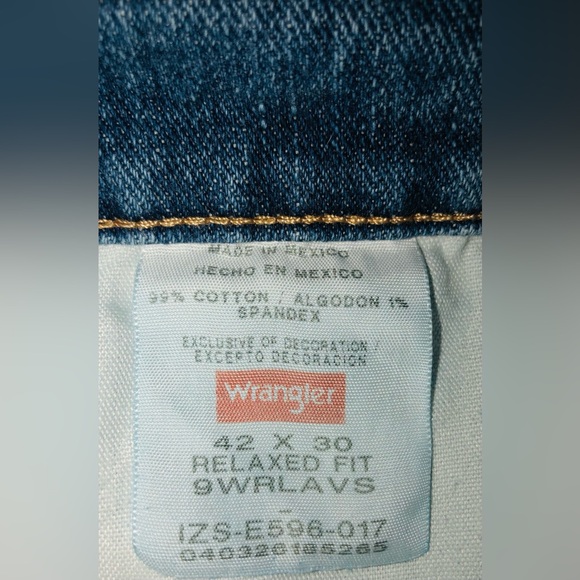 MADE IN MEXICO
HECHO EN MEXICO
99% COTTON / ALGODON 1%
SPANDEX
EXCLUSIVE OF DECORATION /
EXCEPTO DECORACION
Wrangler
42 X 30
RELAXED FIT
9WRLAVS
IZS-E596-017
040326185265